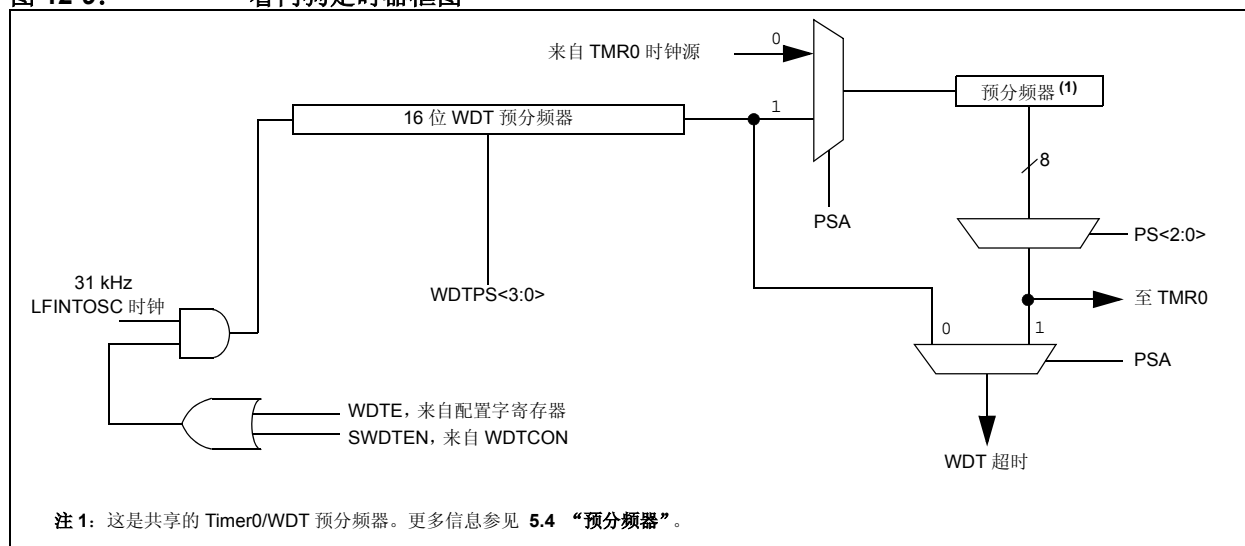 来自 TMR0 时钟源
0
预分频器 (1)
16 位 WDT 预分频器
1
8
PSA
PS<2:0>
31 kHz
LFINTOSC 时钟
WDTPS<3:0>
至 TMR0
0
1
PSA
WDTE，来自配置字寄存器
SWDTEN，来自 WDTCON
WDT 超时
注 1：这是共享的 Timer0/WDT 预分频器。更多信息参见 5.4 “预分频器”。